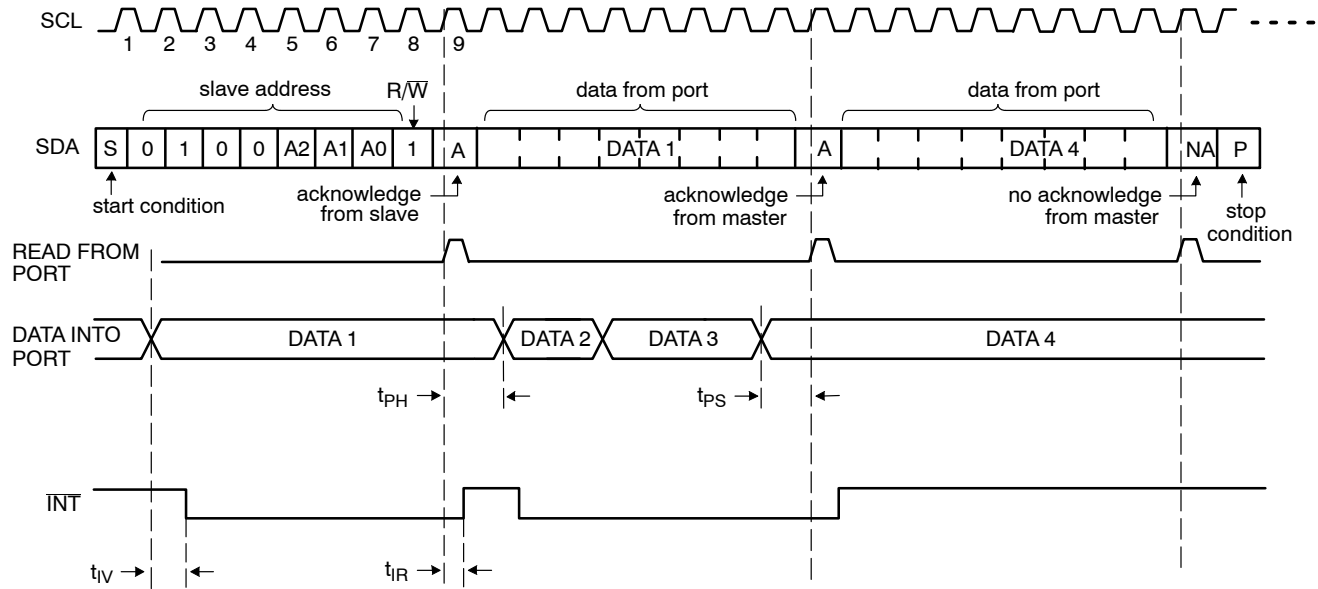 SCL
1 2 3 4 5 6 7 8 9
slave address
R/W̅
data from port
data from port
SDA
S 0 1 0 0 A2 A1 A0 1 A DATA 1 A DATA 4 NA P
start condition
acknowledge
from slave
acknowledge
from master
no acknowledge
from master
stop
condition
READ FROM
PORT
DATA INTO
PORT
DATA 1 DATA 2 DATA 3 DATA 4
tPH
tPS
I̅N̅T̅
tIV
tIR